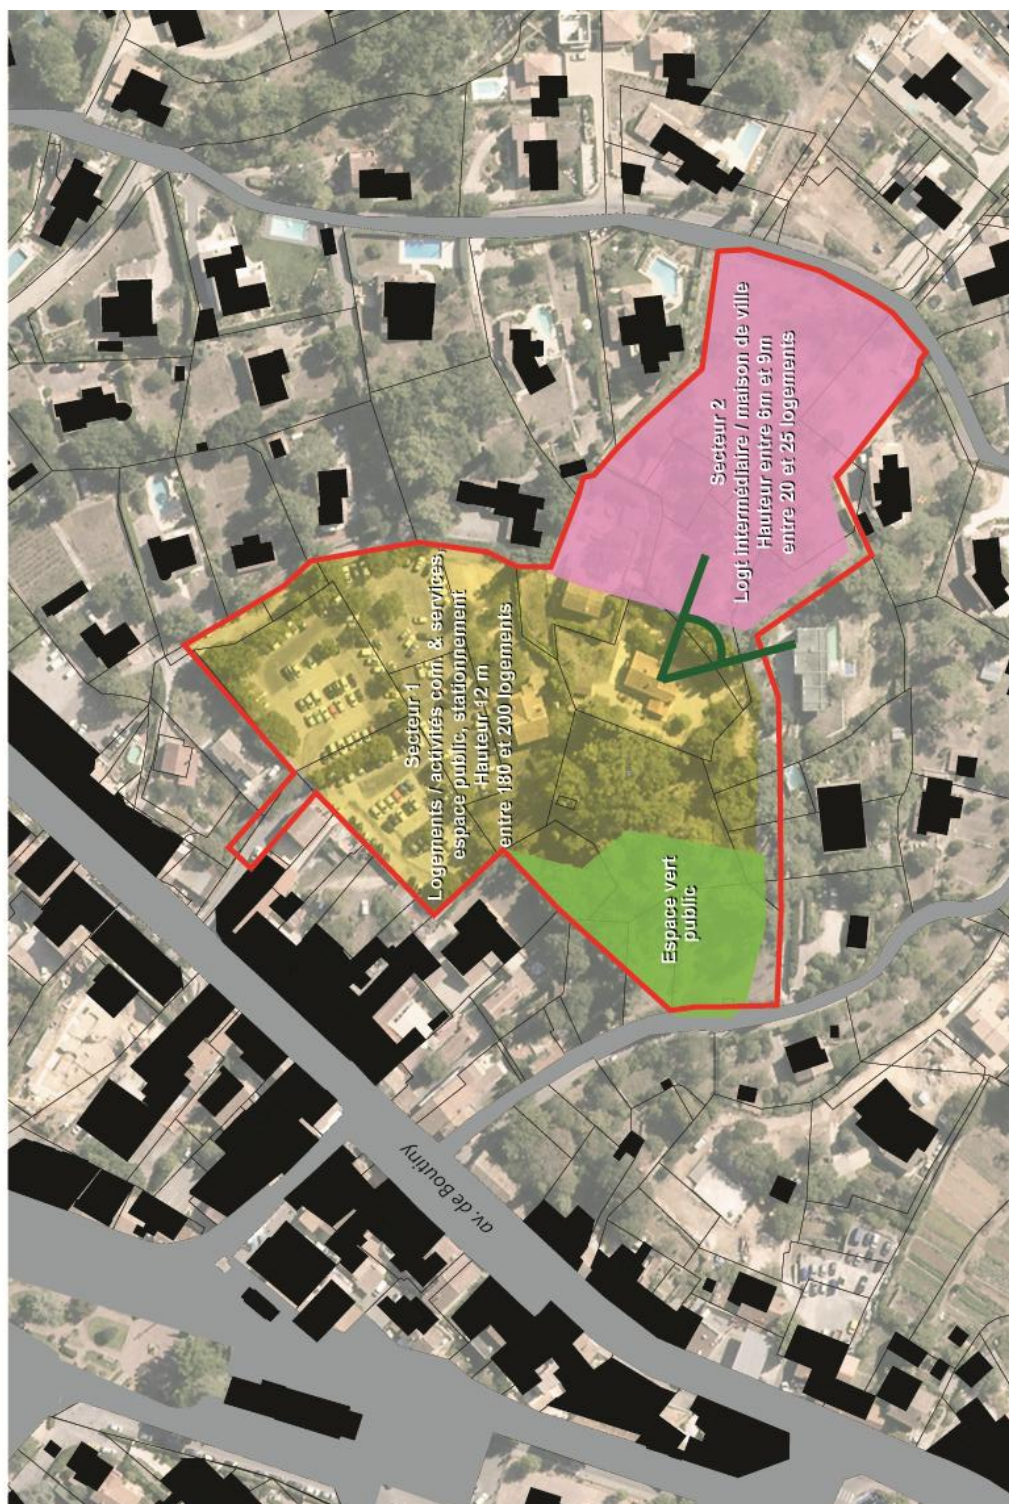 Secteur 1
Logements / activités com. & services,
espace public, stationnement
Hauteur 12 m
entre 180 et 200 logements
Secteur 2
Logt intermédiaire / maison de ville
Hauteur entre 6m et 9m
entre 20 et 25 logements
Espace vert
public
av. de Boutiny